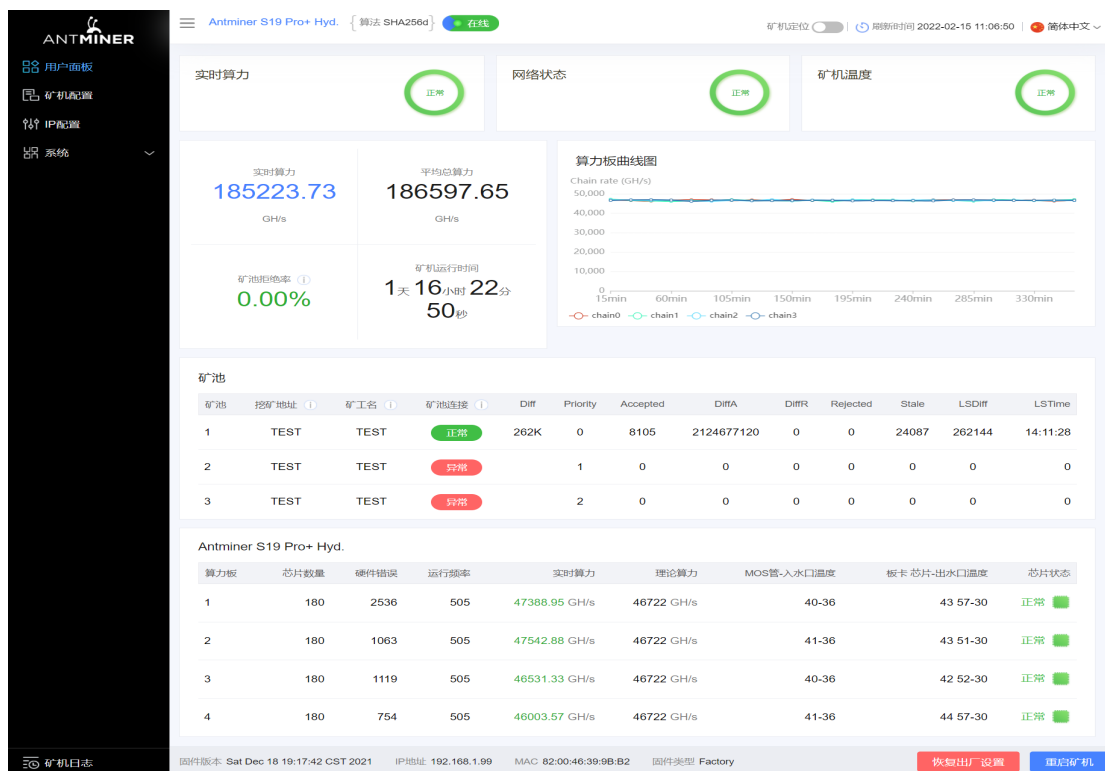 ANTMINER
Antminer S19 Pro+ Hyd. {算法 SHA256d} 在线
矿机定位 刷新时间 2022-02-15 11:06:50 简体中文
用户面板
矿机配置
IP配置
系统
实时算力 正常
网络状态 正常
矿机温度 正常
实时算力
185223.73
GH/s
平均总算力
186597.65
GH/s
矿池拒绝率
0.00%
矿机运行时间
1天 16小时 22分
50秒
算力板曲线图
Chain rate (GH/s)
50,000
40,000
30,000
20,000
10,000
0
15min 60min 105min 150min 195min 240min 285min 330min
chain0 chain1 chain2 chain3
矿池
矿池 挖矿地址 矿工名 矿池连接 Diff Priority Accepted DiffA DiffR Rejected Stale LSDiff LSTime
1 TEST TEST 正常 262K 0 8105 2124677120 0 0 24087 262144 14:11:28
2 TEST TEST 异常 1 0 0 0 0 0 0 0
3 TEST TEST 异常 2 0 0 0 0 0 0 0
Antminer S19 Pro+ Hyd.
算力板 芯片数量 硬件错误 运行频率 实时算力 理论算力 MOS管-入水口温度 板卡 芯片-出水口温度 芯片状态
1 180 2536 505 47388.95 GH/s 46722 GH/s 40-36 43 57-30 正常
2 180 1063 505 47542.88 GH/s 46722 GH/s 41-36 43 51-30 正常
3 180 1119 505 46531.33 GH/s 46722 GH/s 40-36 42 52-30 正常
4 180 754 505 46003.57 GH/s 46722 GH/s 41-36 44 57-30 正常
矿机日志
固件版本 Sat Dec 18 19:17:42 CST 2021 IP地址 192.168.1.99 MAC 82:00:46:39:9B:B2 固件类型 Factory
恢复出厂设置 重启矿机